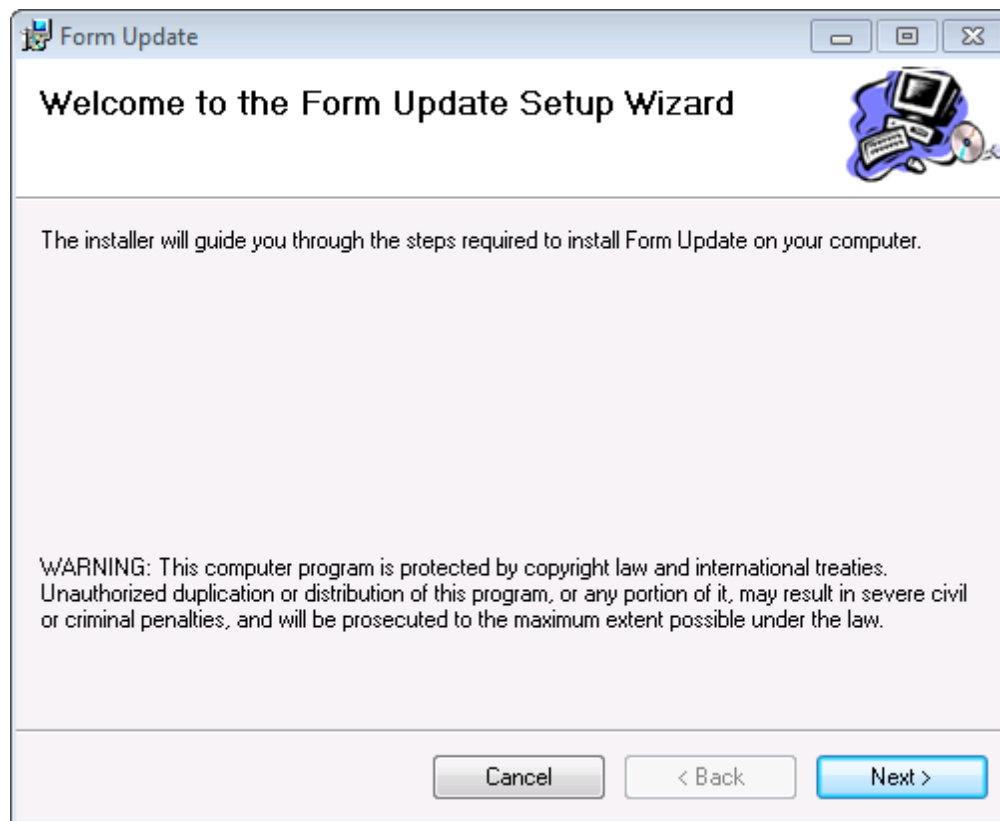 Form Update
Welcome to the Form Update Setup Wizard
The installer will guide you through the steps required to install Form Update on your computer.
WARNING: This computer program is protected by copyright law and international treaties.
Unauthorized duplication or distribution of this program, or any portion of it, may result in severe civil
or criminal penalties, and will be prosecuted to the maximum extent possible under the law.
Cancel
< Back
Next >